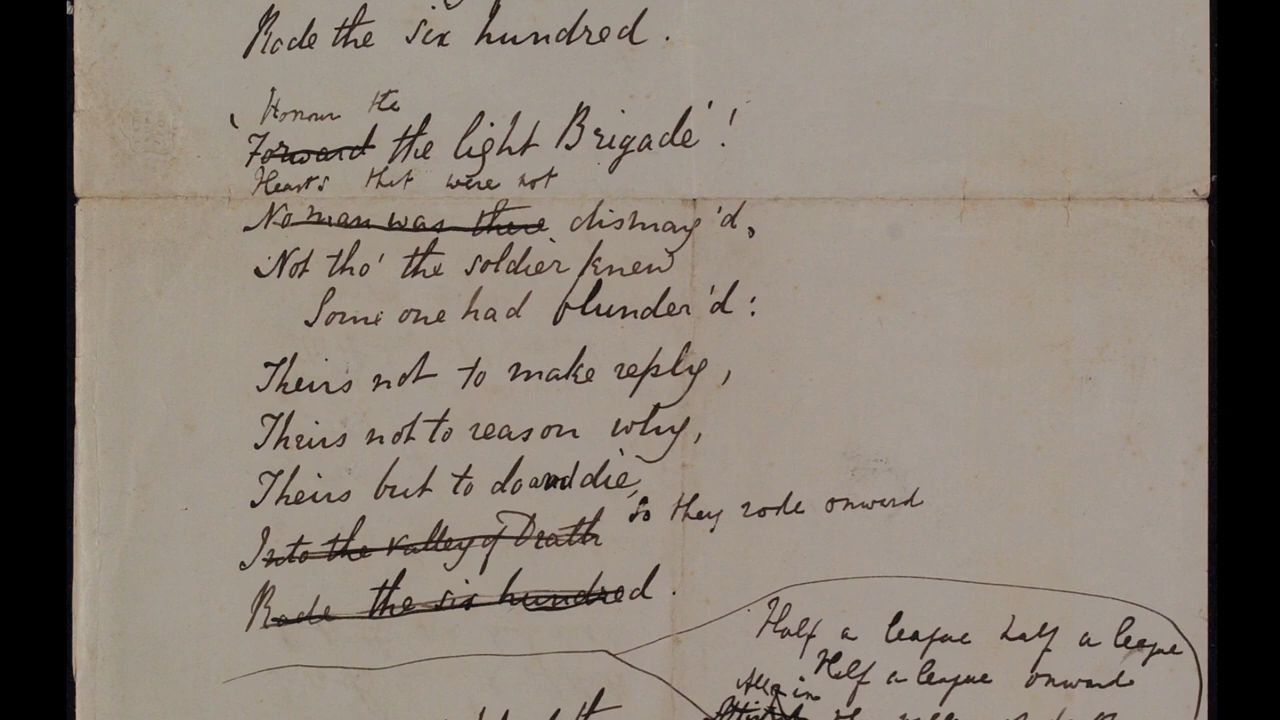 Rode the six hundred.
Honour the
Forward the light Brigade'!
Hearts that were not
No man was there dismay'd,
Not tho' the soldier knew
Some one had blunder'd:
Theirs not to make reply,
Theirs not to reason why,
Theirs but to do and die,
So they rode onward
Into the valley of Death
Rode the six hundred.
Half a league half a league
Half a league onward
All in